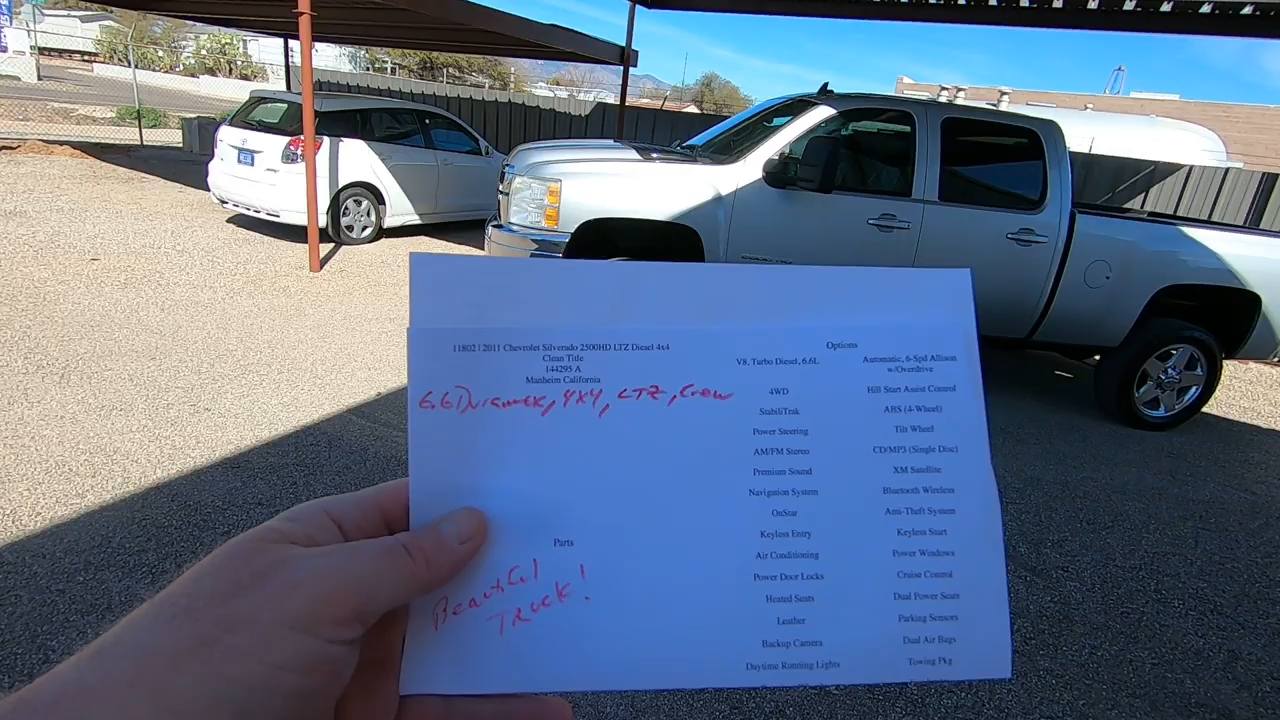 11802 | 2011 Chevrolet Silverado 2500HD LTZ Diesel 4x4
Clean Title
144295 A
Manheim California
6.6 Duramax, 4x4, LTZ, Crew
Parts
Beautiful
Truck!
Options
V8, Turbo Diesel, 6.6L
Automatic, 6-Spd Allison
w/Overdrive
4WD
Hill Start Assist Control
StabiliTrak
ABS (4-Wheel)
Power Steering
Tilt Wheel
AM/FM Stereo
CD/MP3 (Single Disc)
Premium Sound
XM Satellite
Navigation System
Bluetooth Wireless
OnStar
Anti-Theft System
Keyless Entry
Keyless Start
Air Conditioning
Power Windows
Power Door Locks
Cruise Control
Heated Seats
Dual Power Seats
Leather
Parking Sensors
Backup Camera
Dual Air Bags
Daytime Running Lights
Towing Pkg